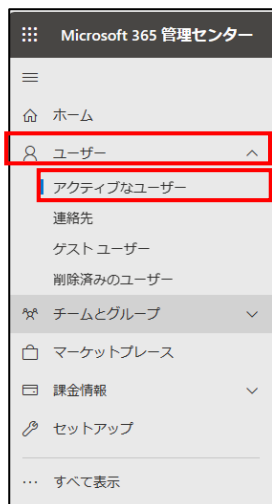 Microsoft 365 管理センター
ホーム
ユーザー
アクティブなユーザー
連絡先
ゲスト ユーザー
削除済みのユーザー
チームとグループ
マーケットプレース
課金情報
セットアップ
… すべて表示